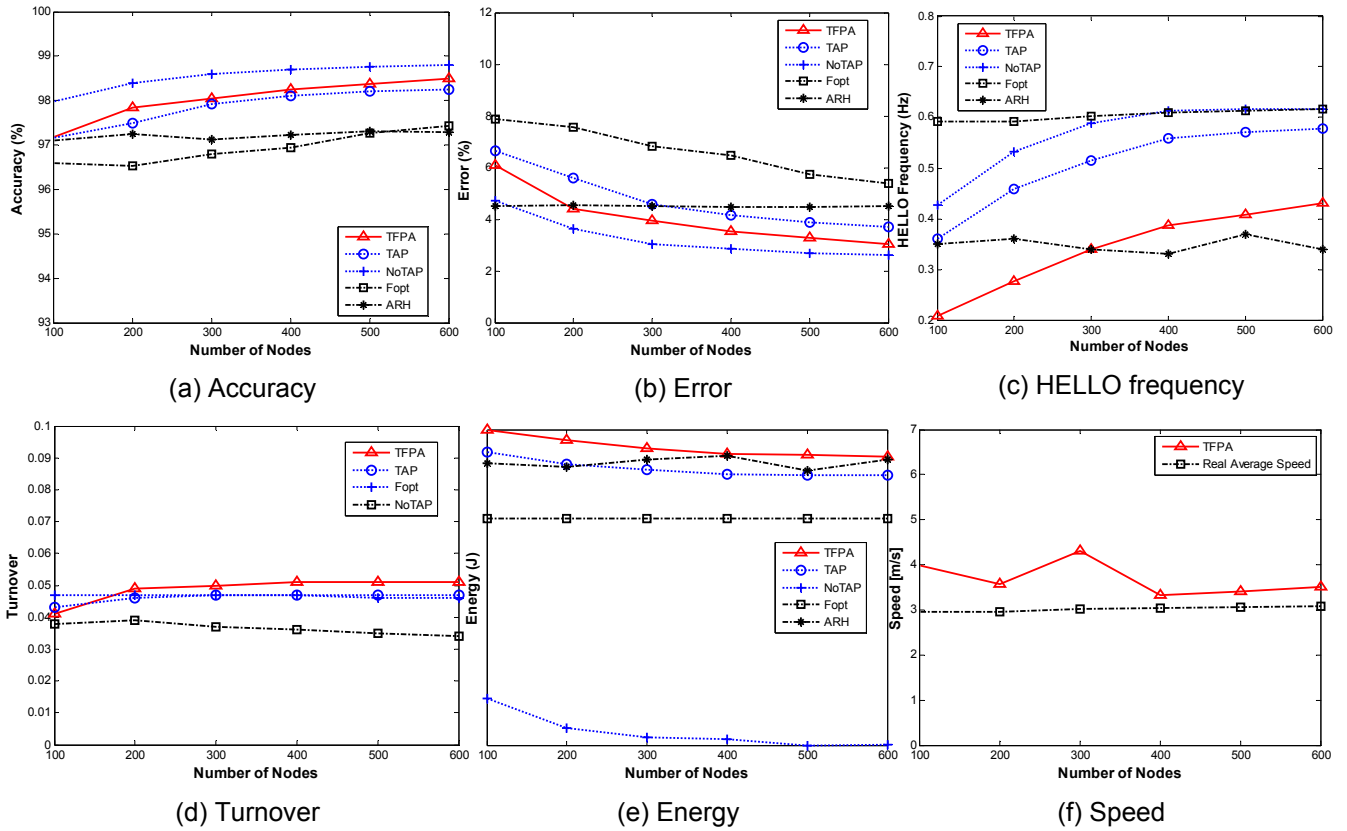 98
97
96
95
94
93
99
100
100
200
300
400
500
600
Accuracy (%)
Number of Nodes
TFPA
TAP
NoTAP
Fopt
ARH
(a) Accuracy
12
10
8
6
4
2
0
100
200
300
400
500
600
Error (%)
Number of Nodes
TFPA
TAP
NoTAP
Fopt
ARH
(b) Error
0.8
0.7
0.6
0.5
0.4
0.3
0.2
100
200
300
400
500
600
HELLO Frequency (Hz)
Number of Nodes
TFPA
TAP
NoTAP
Fopt
ARH
(c) HELLO frequency
0.1
0.09
0.08
0.07
0.06
0.05
0.04
0.03
0.02
0.01
0
100
200
300
400
500
600
Turnover
Number of Nodes
TFPA
TAP
Fopt
NoTAP
(d) Turnover
100
200
300
400
500
600
Energy (J)
Number of Nodes
TFPA
TAP
NoTAP
Fopt
ARH
(e) Energy
7
6
5
4
3
2
1
0
100
200
300
400
500
600
Speed [m/s]
Number of Nodes
TFPA
Real Average Speed
(f) Speed